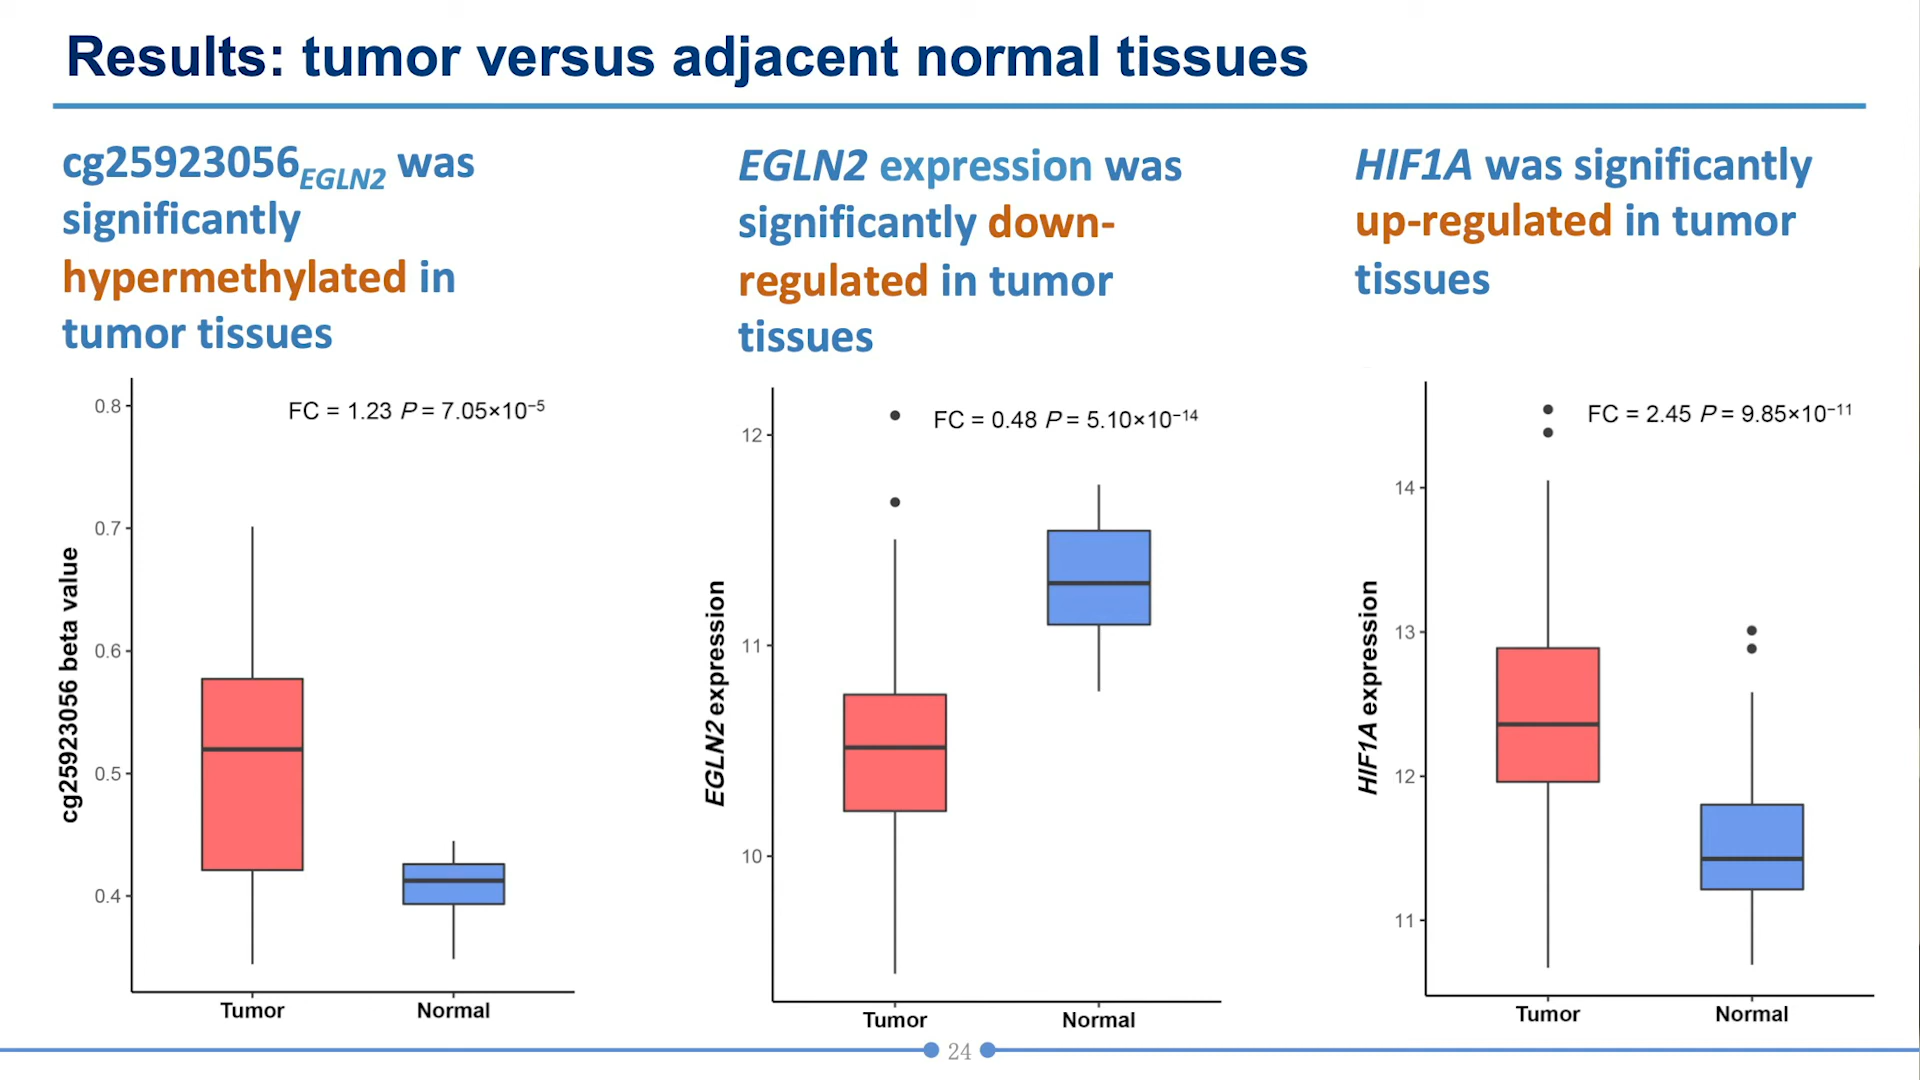 Results: tumor versus adjacent normal tissues
cg25923056EGLN2 was
significantly
hypermethylated in
tumor tissues
EGLN2 expression was
significantly down-
regulated in tumor
tissues
HIF1A was significantly
up-regulated in tumor
tissues
FC = 1.23 P = 7.05×10⁻⁵
0.8
0.7
0.6
0.5
0.4
cg25923056 beta value
Tumor Normal
FC = 0.48 P = 5.10×10⁻¹⁴
12
11
10
EGLN2 expression
Tumor Normal
FC = 2.45 P = 9.85×10⁻¹¹
14
13
12
11
HIF1A expression
Tumor Normal
24